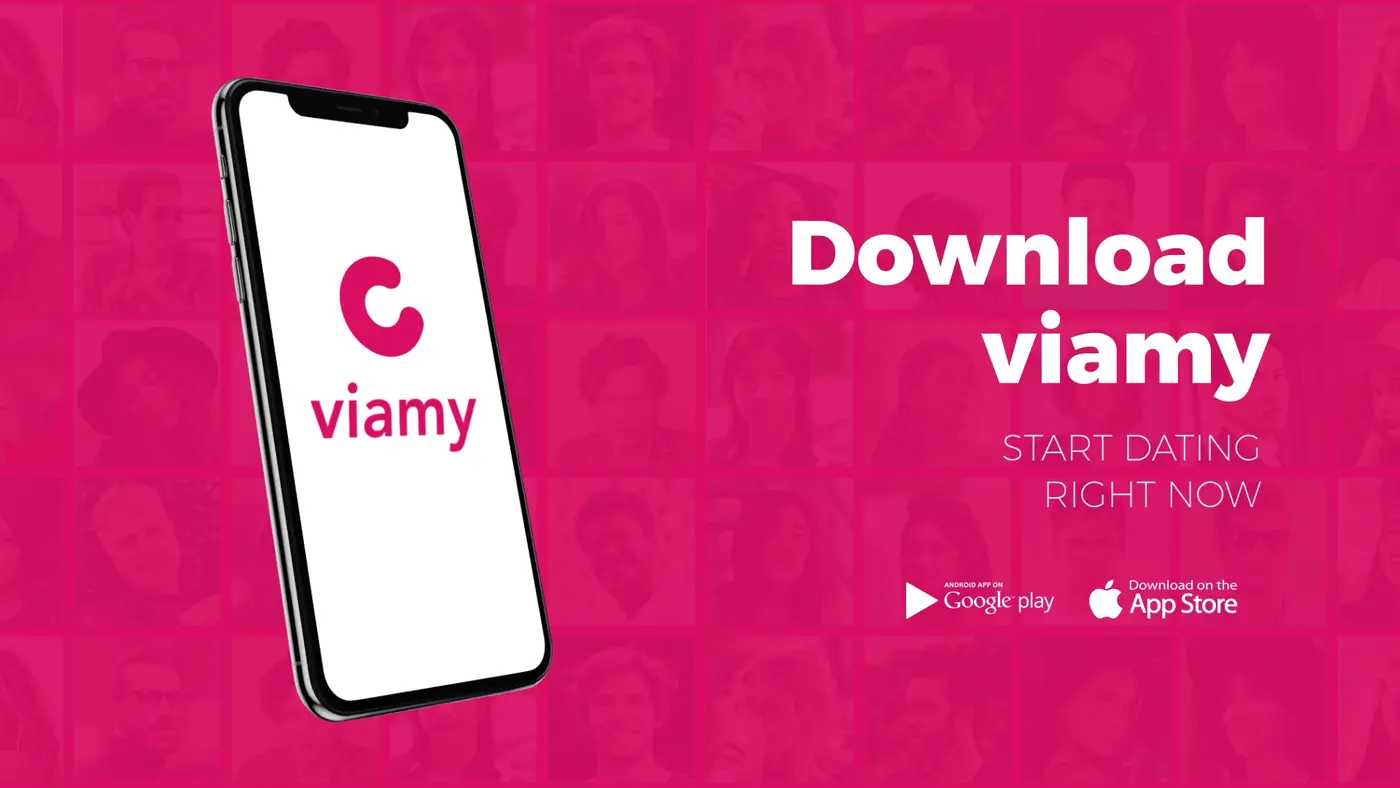 viamy
Download
viamy
START DATING
RIGHT NOW
ANDROID APP ON
Google play
Download on the
App Store